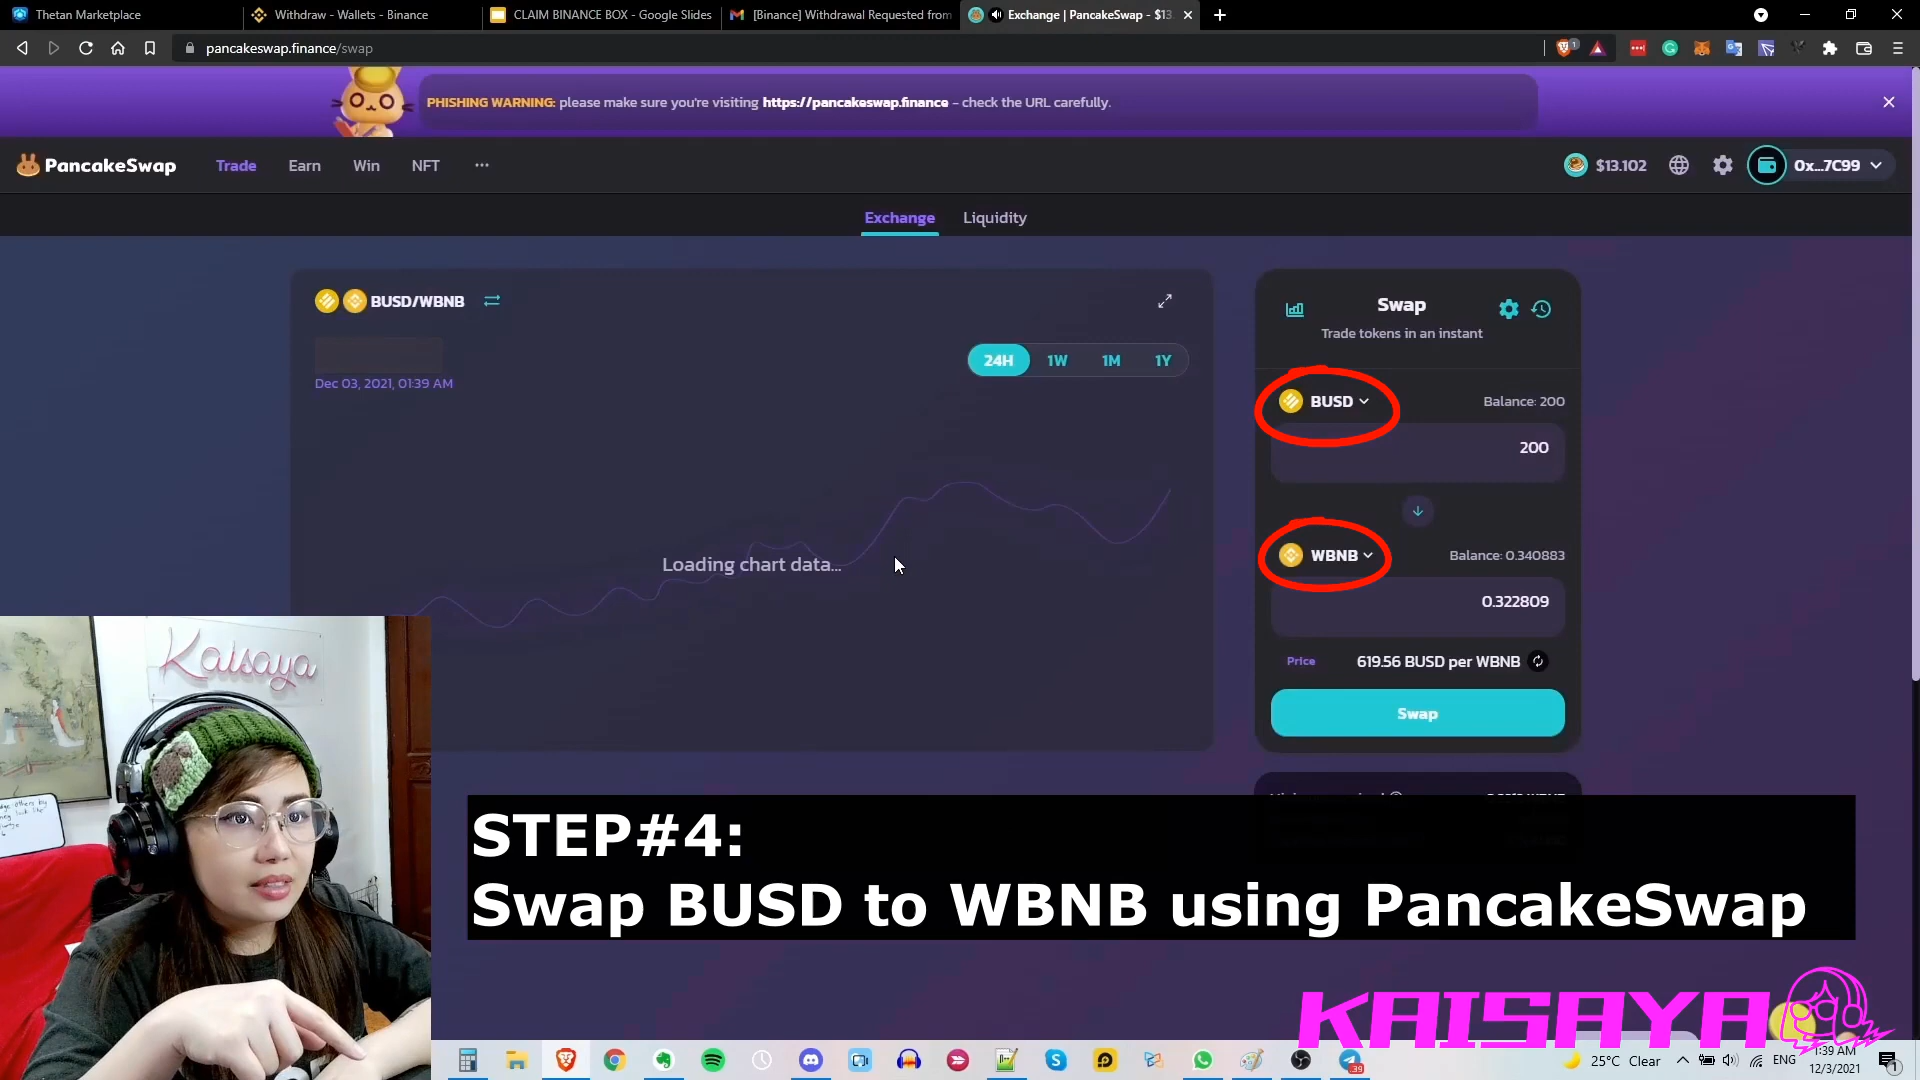 Thetan Marketplace
Withdraw - Wallets - Binance
CLAIM BINANCE BOX - Google Slides
[Binance] Withdrawal Requested from
Exchange | PancakeSwap - $13
pancakeswap.finance/swap
PHISHING WARNING: please make sure you're visiting https://pancakeswap.finance - check the URL carefully.
PancakeSwap
Trade
Earn
Win
NFT
$13.102
0x...7C99
Exchange
Liquidity
BUSD/WBNB
Dec 03, 2021, 01:39 AM
24H
1W
1M
1Y
Loading chart data...
Swap
Trade tokens in an instant
BUSD
Balance: 200
200
WBNB
Balance: 0.340883
0.322809
Price
619.56 BUSD per WBNB
Swap
Kaisaya
STEP#4:
Swap BUSD to WBNB using PancakeSwap
KAISAYA
25°C Clear
ENG
1:39 AM
12/3/2021